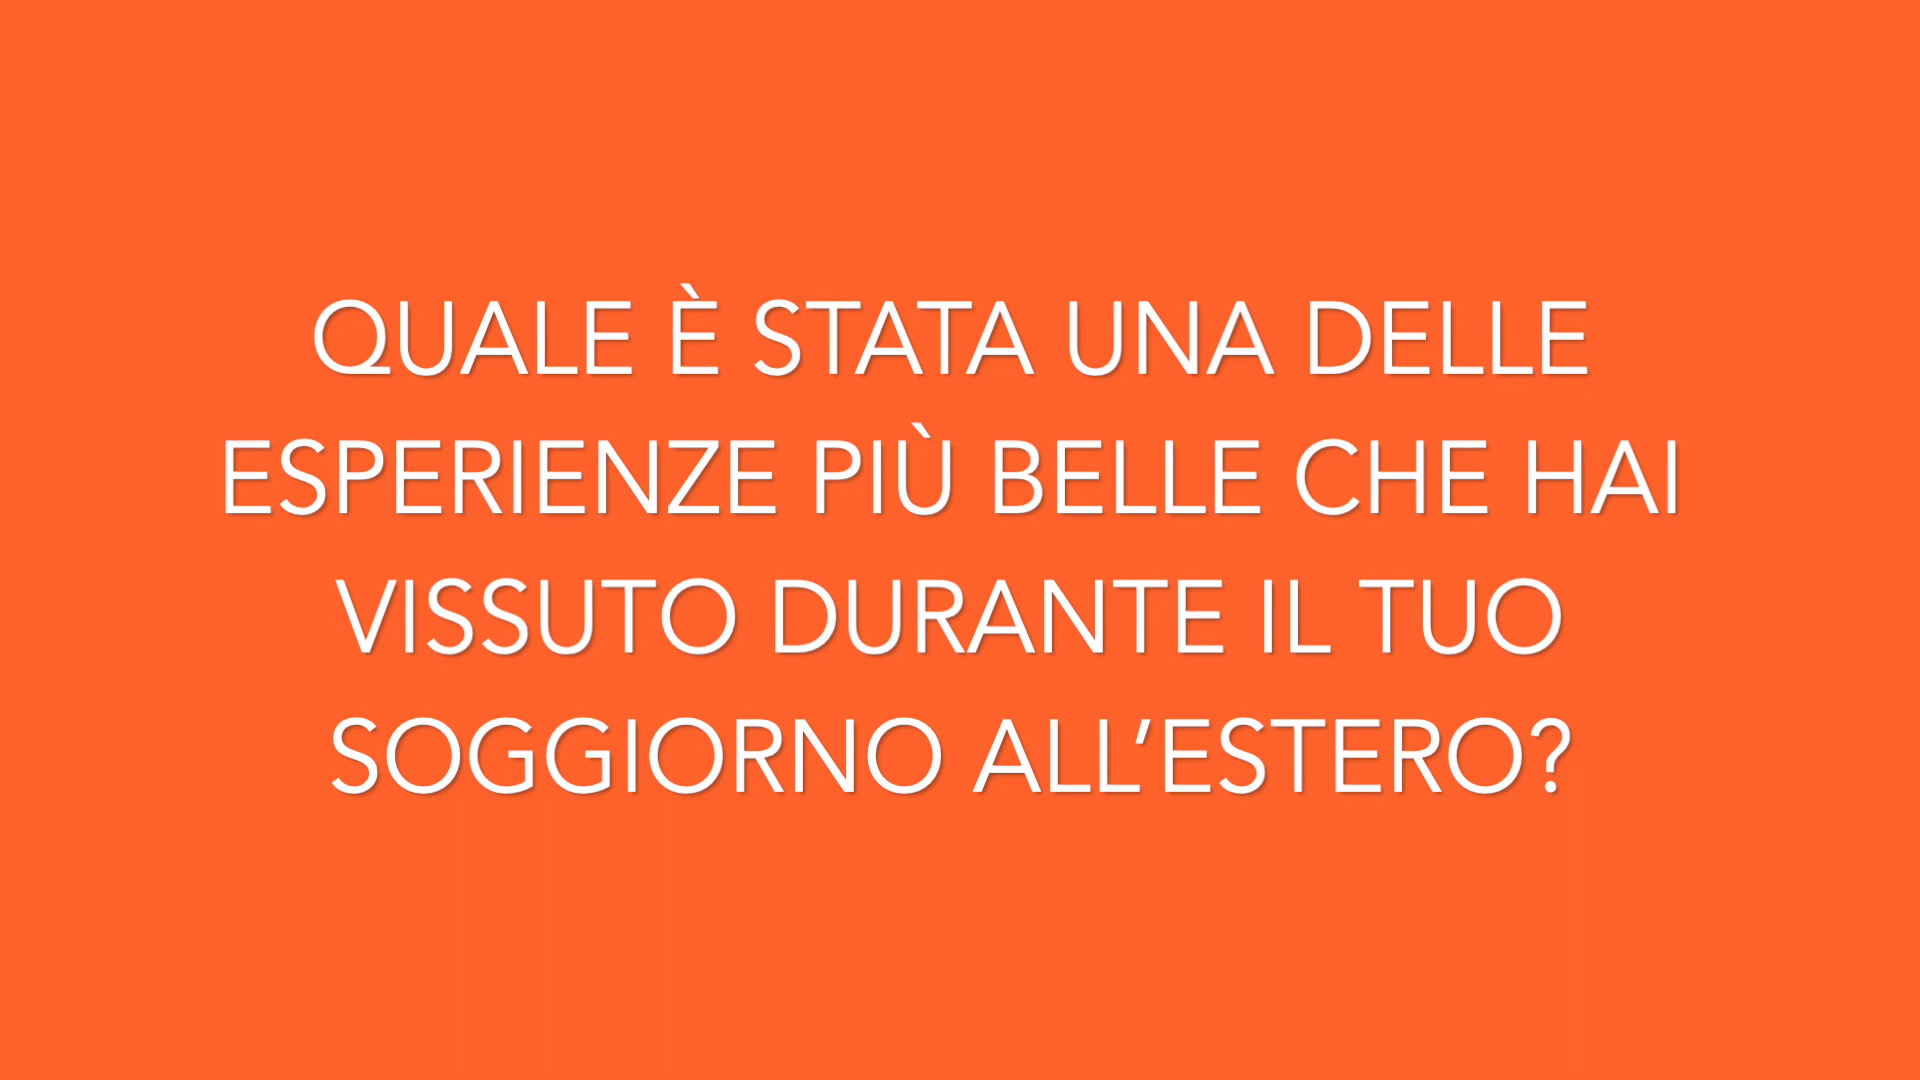 QUALE È STATA UNA DELLE
ESPERIENZE PIÙ BELLE CHE HAI
VISSUTO DURANTE IL TUO
SOGGIORNO ALL’ESTERO?